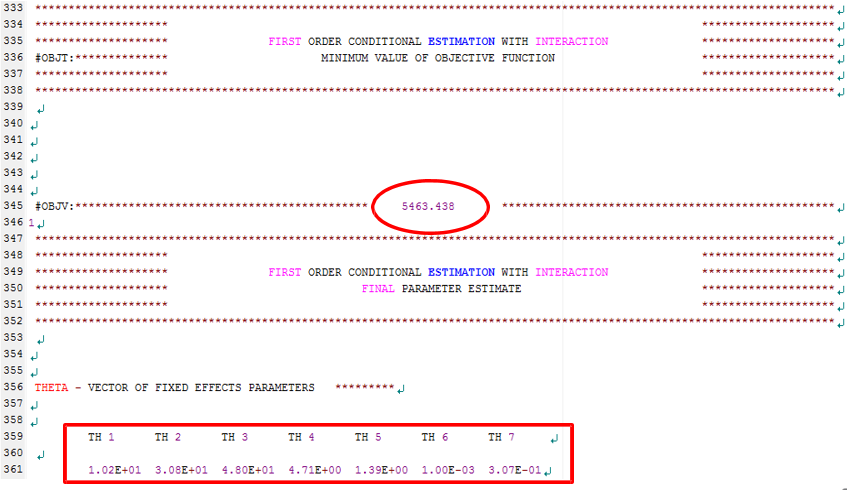 333 ************************************************************************************************************************
334 ******************** ********************
335 ******************** FIRST ORDER CONDITIONAL ESTIMATION WITH INTERACTION ********************
336 #OBJT:************** MINIMUM VALUE OF OBJECTIVE FUNCTION ********************
337 ******************** ********************
338 ************************************************************************************************************************
339
340
341
342
343
344
345 #OBJV:******************************************** 5463.438 **************************************************
346 1
347 ************************************************************************************************************************
348 ******************** ********************
349 ******************** FIRST ORDER CONDITIONAL ESTIMATION WITH INTERACTION ********************
350 ******************** FINAL PARAMETER ESTIMATE ********************
351 ******************** ********************
352 ************************************************************************************************************************
353
354
355
356 THETA - VECTOR OF FIXED EFFECTS PARAMETERS *********
357
358
359 TH 1 TH 2 TH 3 TH 4 TH 5 TH 6 TH 7
360
361 1.02E+01 3.08E+01 4.80E+01 4.71E+00 1.39E+00 1.00E-03 3.07E-01